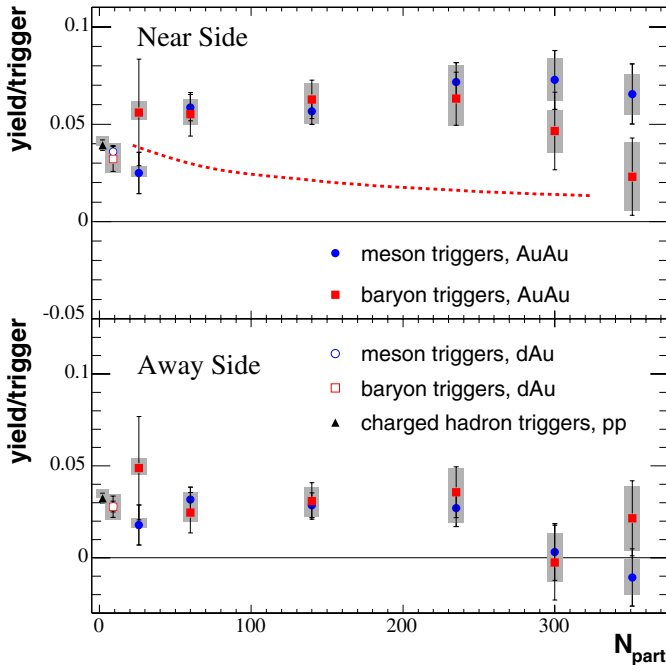 0.1
Near Side
yield/trigger
0.05
0
meson triggers, AuAu
baryon triggers, AuAu
-0.05
Away Side
meson triggers, dAu
0.1
yield/trigger
baryon triggers, dAu
charged hadron triggers, pp
0.05
0
0 100 200 300
Npart